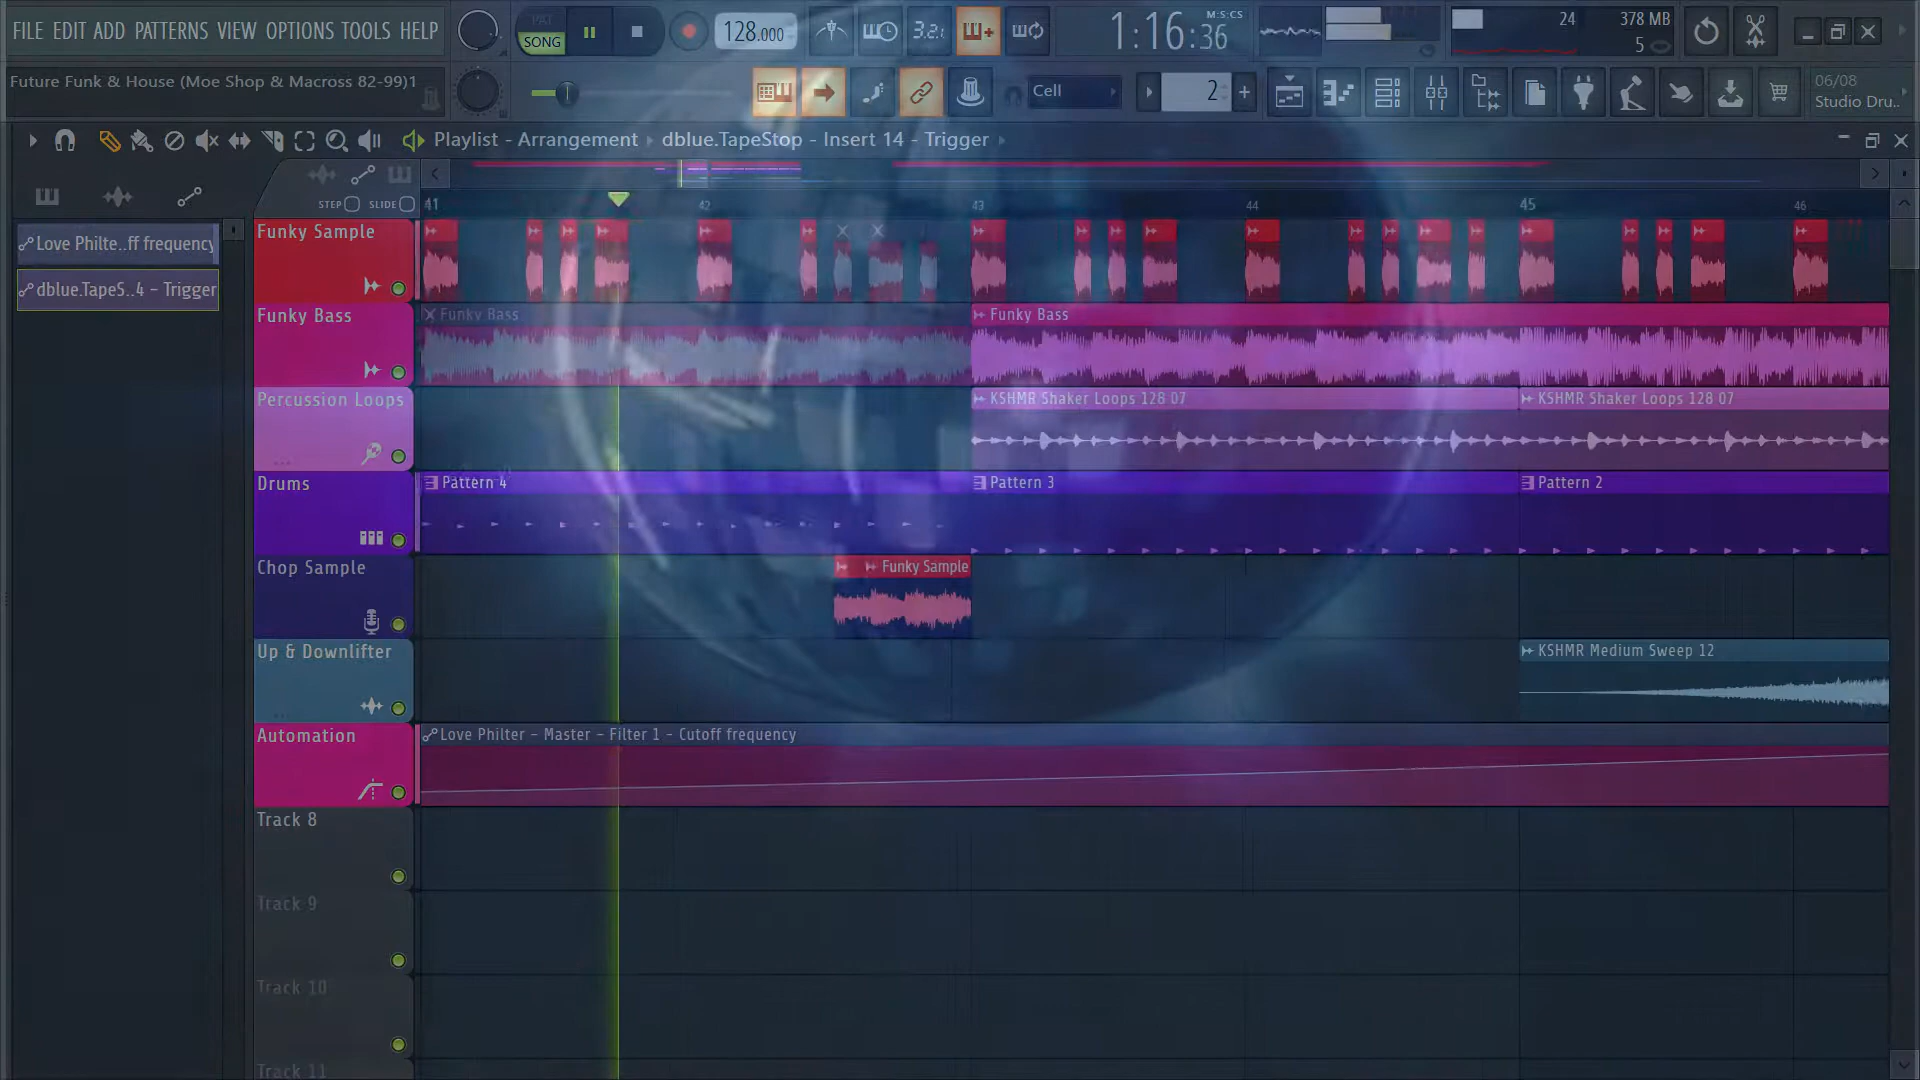 FILE EDIT ADD PATTERNS VIEW OPTIONS TOOLS HELP
PAT
SONG
128.000
3.2.1
1:16:36
M:S:CS
24
378 MB
5
Future Funk & House (Moe Shop & Macross 82-99)1
Cell
2
06/08
Studio Dru..
Playlist - Arrangement
dblue.TapeStop - Insert 14 - Trigger
STEP
SLIDE
41
42
43
44
45
46
Love Philte..ff frequency
dblue.TapeS..4 - Trigger
Funky Sample
Funky Bass
Funky Bass
Funky Bass
Percussion Loops
KSHMR Shaker Loops 128 07
KSHMR Shaker Loops 128 07
Drums
Pattern 4
Pattern 3
Pattern 2
Chop Sample
Funky Sample
Up & Downlifter
KSHMR Medium Sweep 12
Automation
Love Philter - Master - Filter 1 - Cutoff frequency
Track 8
Track 9
Track 10
Track 11